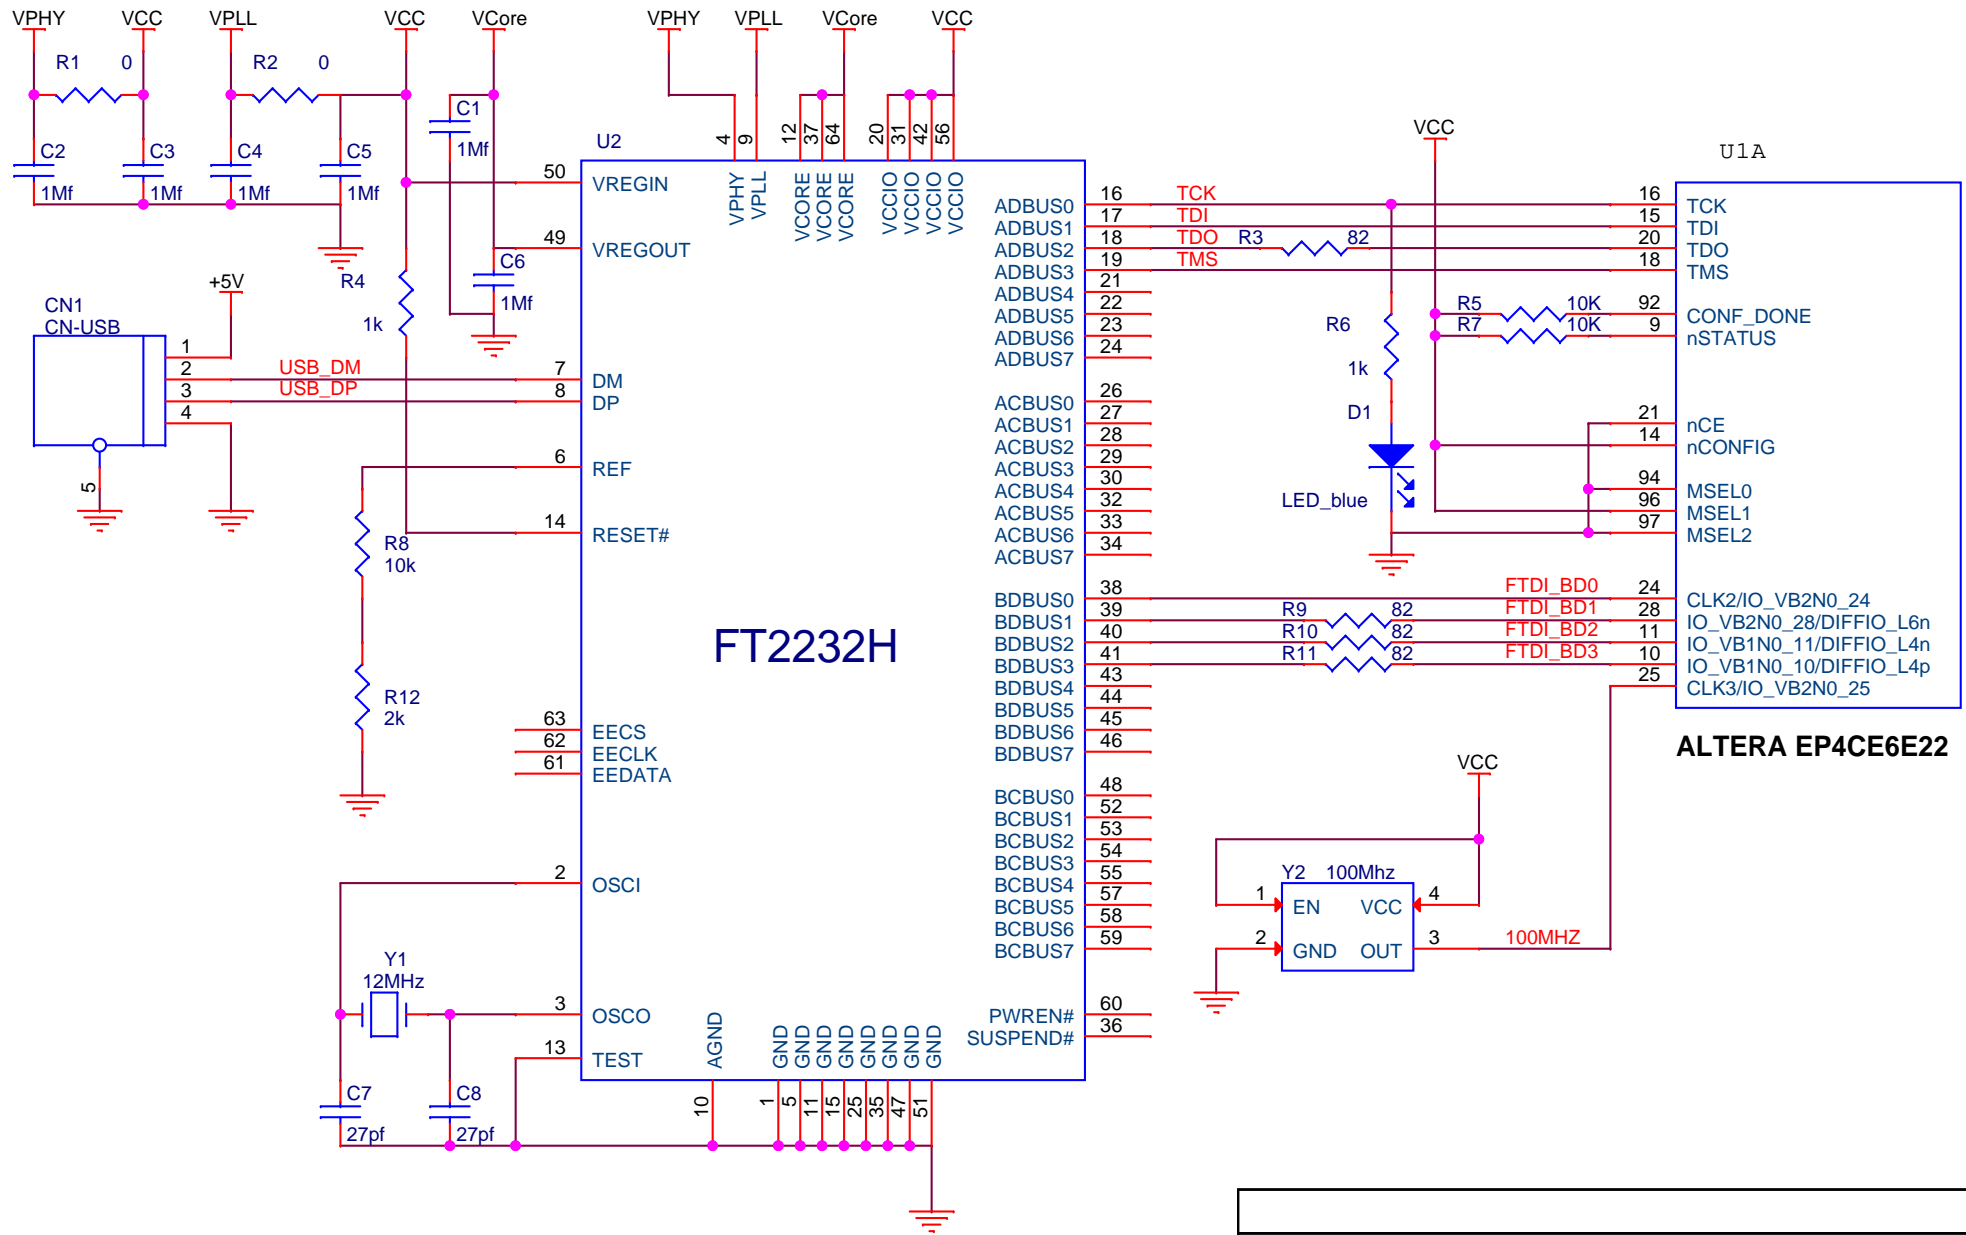 VPHY VCC VPLL VCC VCore VPHY VPLL VCore VCC
R1 0 R2 0
C1
1Mf
C2 C3 C4 C5
1Mf 1Mf 1Mf 1Mf
C6
1Mf
R4
1k
+5V
CN1
CN-USB
1
2 USB_DM
3 USB_DP
4
5
R8
10k
R12
2k
Y1
12MHz
C7
27pf
C8
27pf
U2
FT2232H
50 VREGIN
49 VREGOUT
7 DM
8 DP
6 REF
14 RESET#
63 EECS
62 EECLK
61 EEDATA
2 OSCI
3 OSCO
13 TEST
4 VPHY
9 VPLL
12 VCORE
37 VCORE
64 VCORE
20 VCCIO
31 VCCIO
42 VCCIO
56 VCCIO
AGND 10
GND 1
GND 5
GND 11
GND 15
GND 25
GND 35
GND 47
GND 51
ADBUS0 16 TCK
ADBUS1 17 TDI
ADBUS2 18 TDO R3 82
ADBUS3 19 TMS
ADBUS4 21
ADBUS5 22
ADBUS6 23
ADBUS7 24
ACBUS0 26
ACBUS1 27
ACBUS2 28
ACBUS3 29
ACBUS4 30
ACBUS5 32
ACBUS6 33
ACBUS7 34
BDBUS0 38 FTDI_BD0
BDBUS1 39 R9 82 FTDI_BD1
BDBUS2 40 R10 82 FTDI_BD2
BDBUS3 41 R11 82 FTDI_BD3
BDBUS4 43
BDBUS5 44
BDBUS6 45
BDBUS7 46
BCBUS0 48
BCBUS1 52
BCBUS2 53
BCBUS3 54
BCBUS4 55
BCBUS5 57
BCBUS6 58
BCBUS7 59
PWREN# 60
SUSPEND# 36
VCC
R6
1k
D1
LED_blue
R5 10K
R7 10K
U1A
16 TCK
15 TDI
20 TDO
18 TMS
92 CONF_DONE
9 nSTATUS
21 nCE
14 nCONFIG
94 MSEL0
96 MSEL1
97 MSEL2
24 CLK2/IO_VB2N0_24
28 IO_VB2N0_28/DIFFIO_L6n
11 IO_VB1N0_11/DIFFIO_L4n
10 IO_VB1N0_10/DIFFIO_L4p
25 CLK3/IO_VB2N0_25
ALTERA EP4CE6E22
VCC
Y2 100Mhz
1 EN VCC 4
2 GND OUT 3 100MHZ